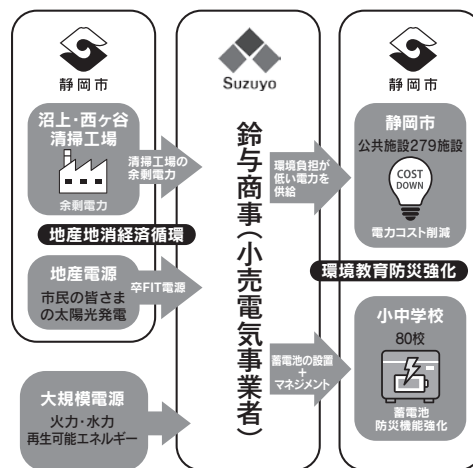 静岡市
沼上・西ヶ谷
清掃工場
余剰電力
清掃工場の
余剰電力
地産地消経済循環
地産電源
市民の皆さま
の太陽光発電
卒FIT電源
大規模電源
火力・水力
再生可能エネルギー
Suzuyo
鈴与商事(小売電気事業者)
環境負担が
低い電力を
供給
蓄電池の設置
+
マネジメント
静岡市
静岡市
公共施設279施設
COST
DOWN
電力コスト削減
環境教育防災強化
小中学校
80校
蓄電池
防災機能強化